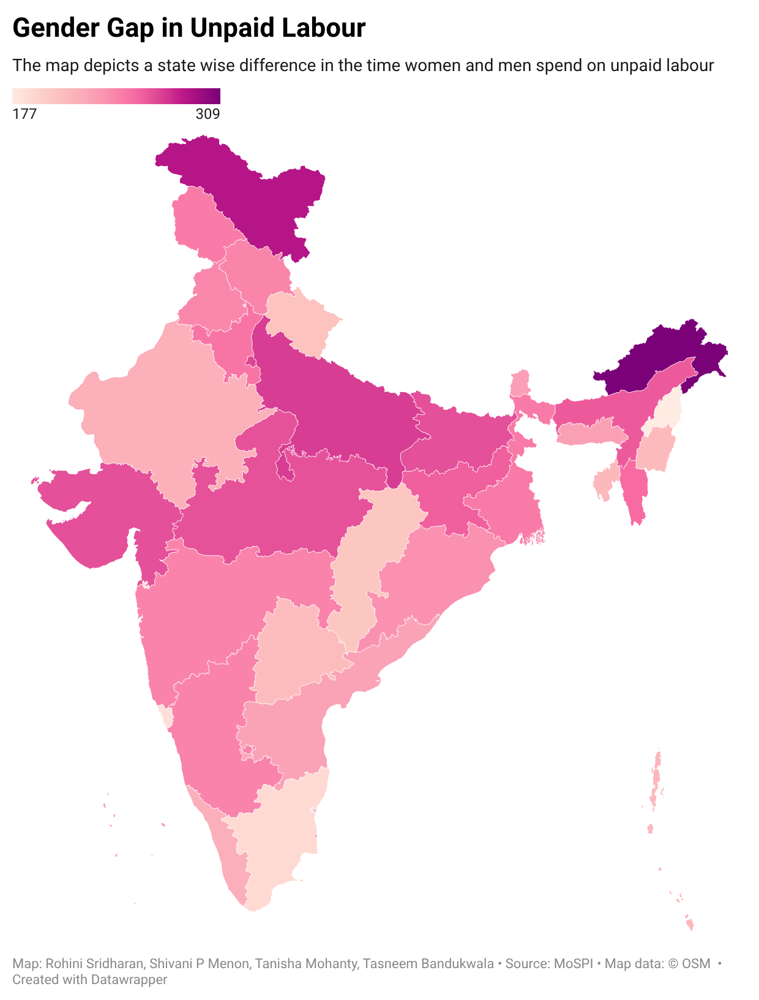 Gender Gap in Unpaid Labour
The map depicts a state wise difference in the time women and men spend on unpaid labour
177 309
Map: Rohini Sridharan, Shivani P Menon, Tanisha Mohanty, Tasneem Bandukwala • Source: MoSPI • Map data: © OSM •
Created with Datawrapper